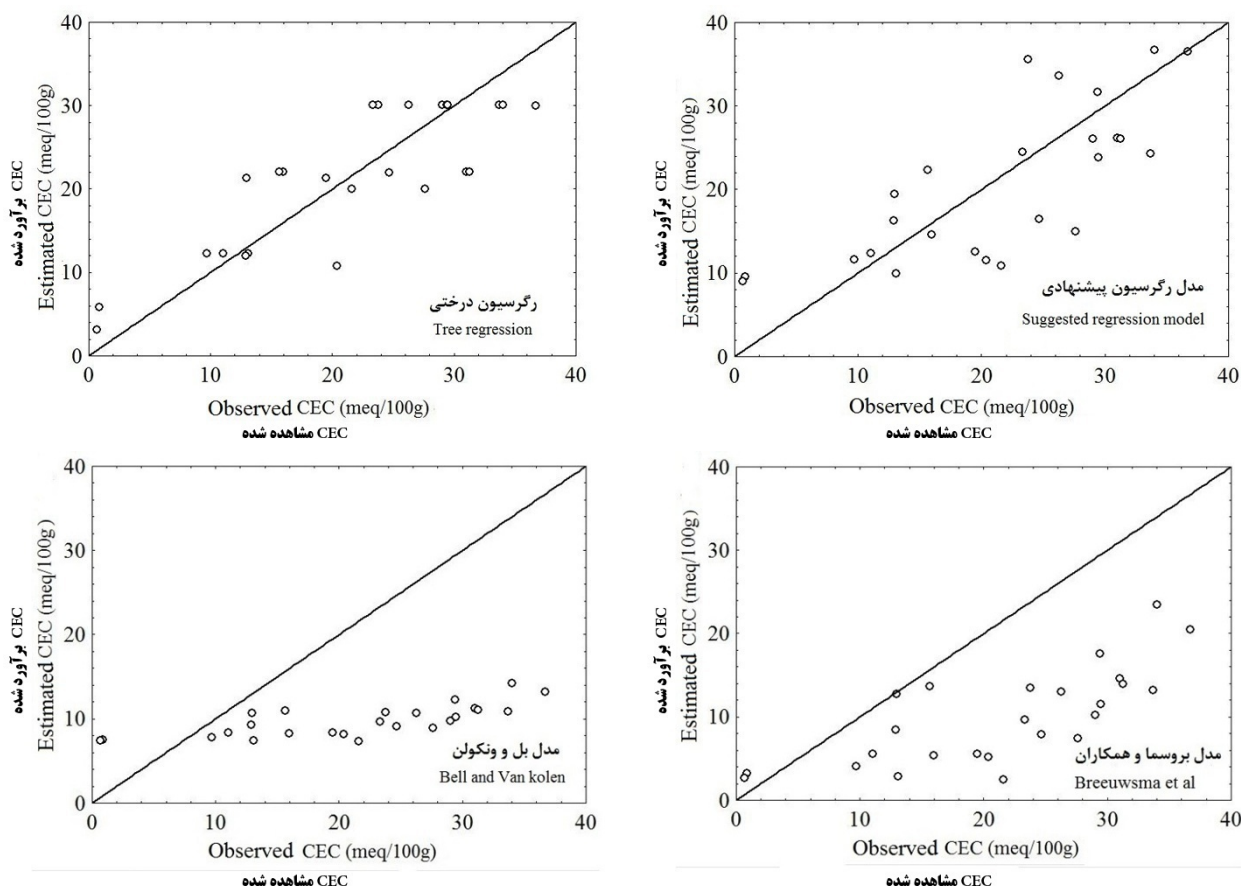 40
30
20
10
0
0
10
20
30
40
Estimated CEC (meq/100g)
CEC برآورد شده
رگرسیون درختی
Tree regression
Observed CEC (meq/100g)
CEC مشاهده شده
40
30
20
10
0
0
10
20
30
40
Estimated CEC (meq/100g)
CEC برآورد شده
مدل رگرسیون پیشنهادی
Suggested regression model
Observed CEC (meq/100g)
CEC مشاهده شده
40
30
20
10
0
0
10
20
30
40
Estimated CEC (meq/100g)
CEC برآورد شده
مدل بل و ونکولن
Bell and Van kolen
Observed CEC (meq/100g)
CEC مشاهده شده
40
30
20
10
0
0
10
20
30
40
Estimated CEC (meq/100g)
CEC برآورد شده
مدل بروسما و همکاران
Breeuwsma et al
Observed CEC (meq/100g)
CEC مشاهده شده